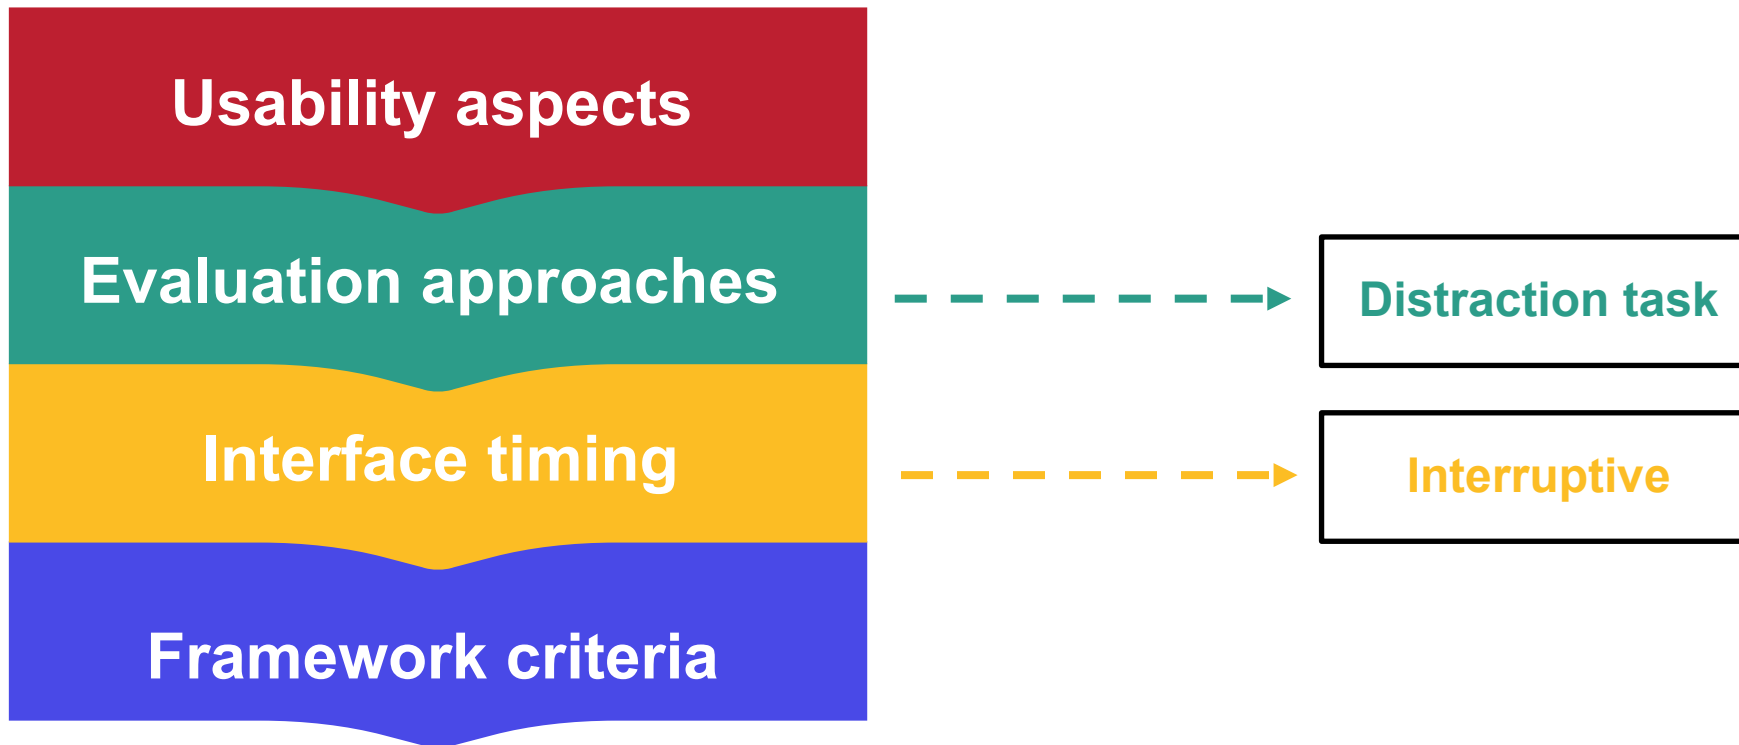 Usability aspects
Evaluation approaches
Distraction task
Interface timing
Interruptive
Framework criteria